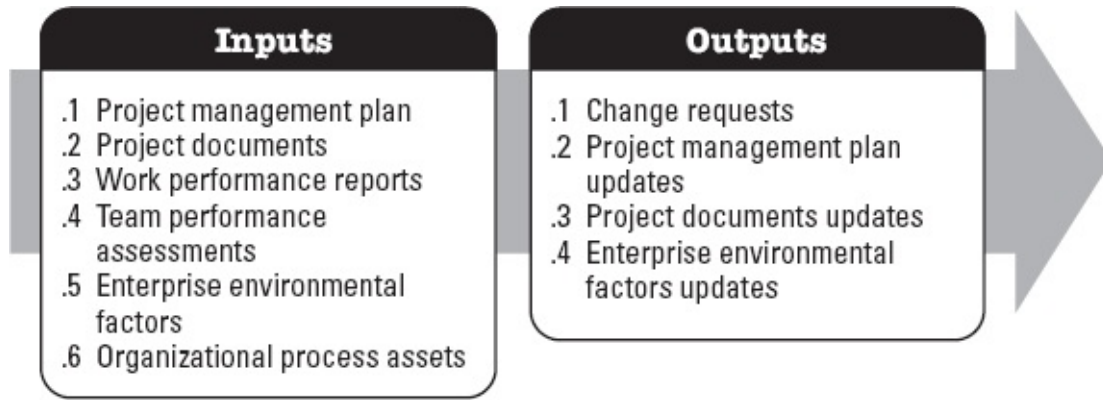 Inputs
.1 Project management plan
.2 Project documents
.3 Work performance reports
.4 Team performance
assessments
.5 Enterprise environmental
factors
.6 Organizational process assets
Outputs
.1 Change requests
.2 Project management plan
updates
.3 Project documents updates
.4 Enterprise environmental
factors updates